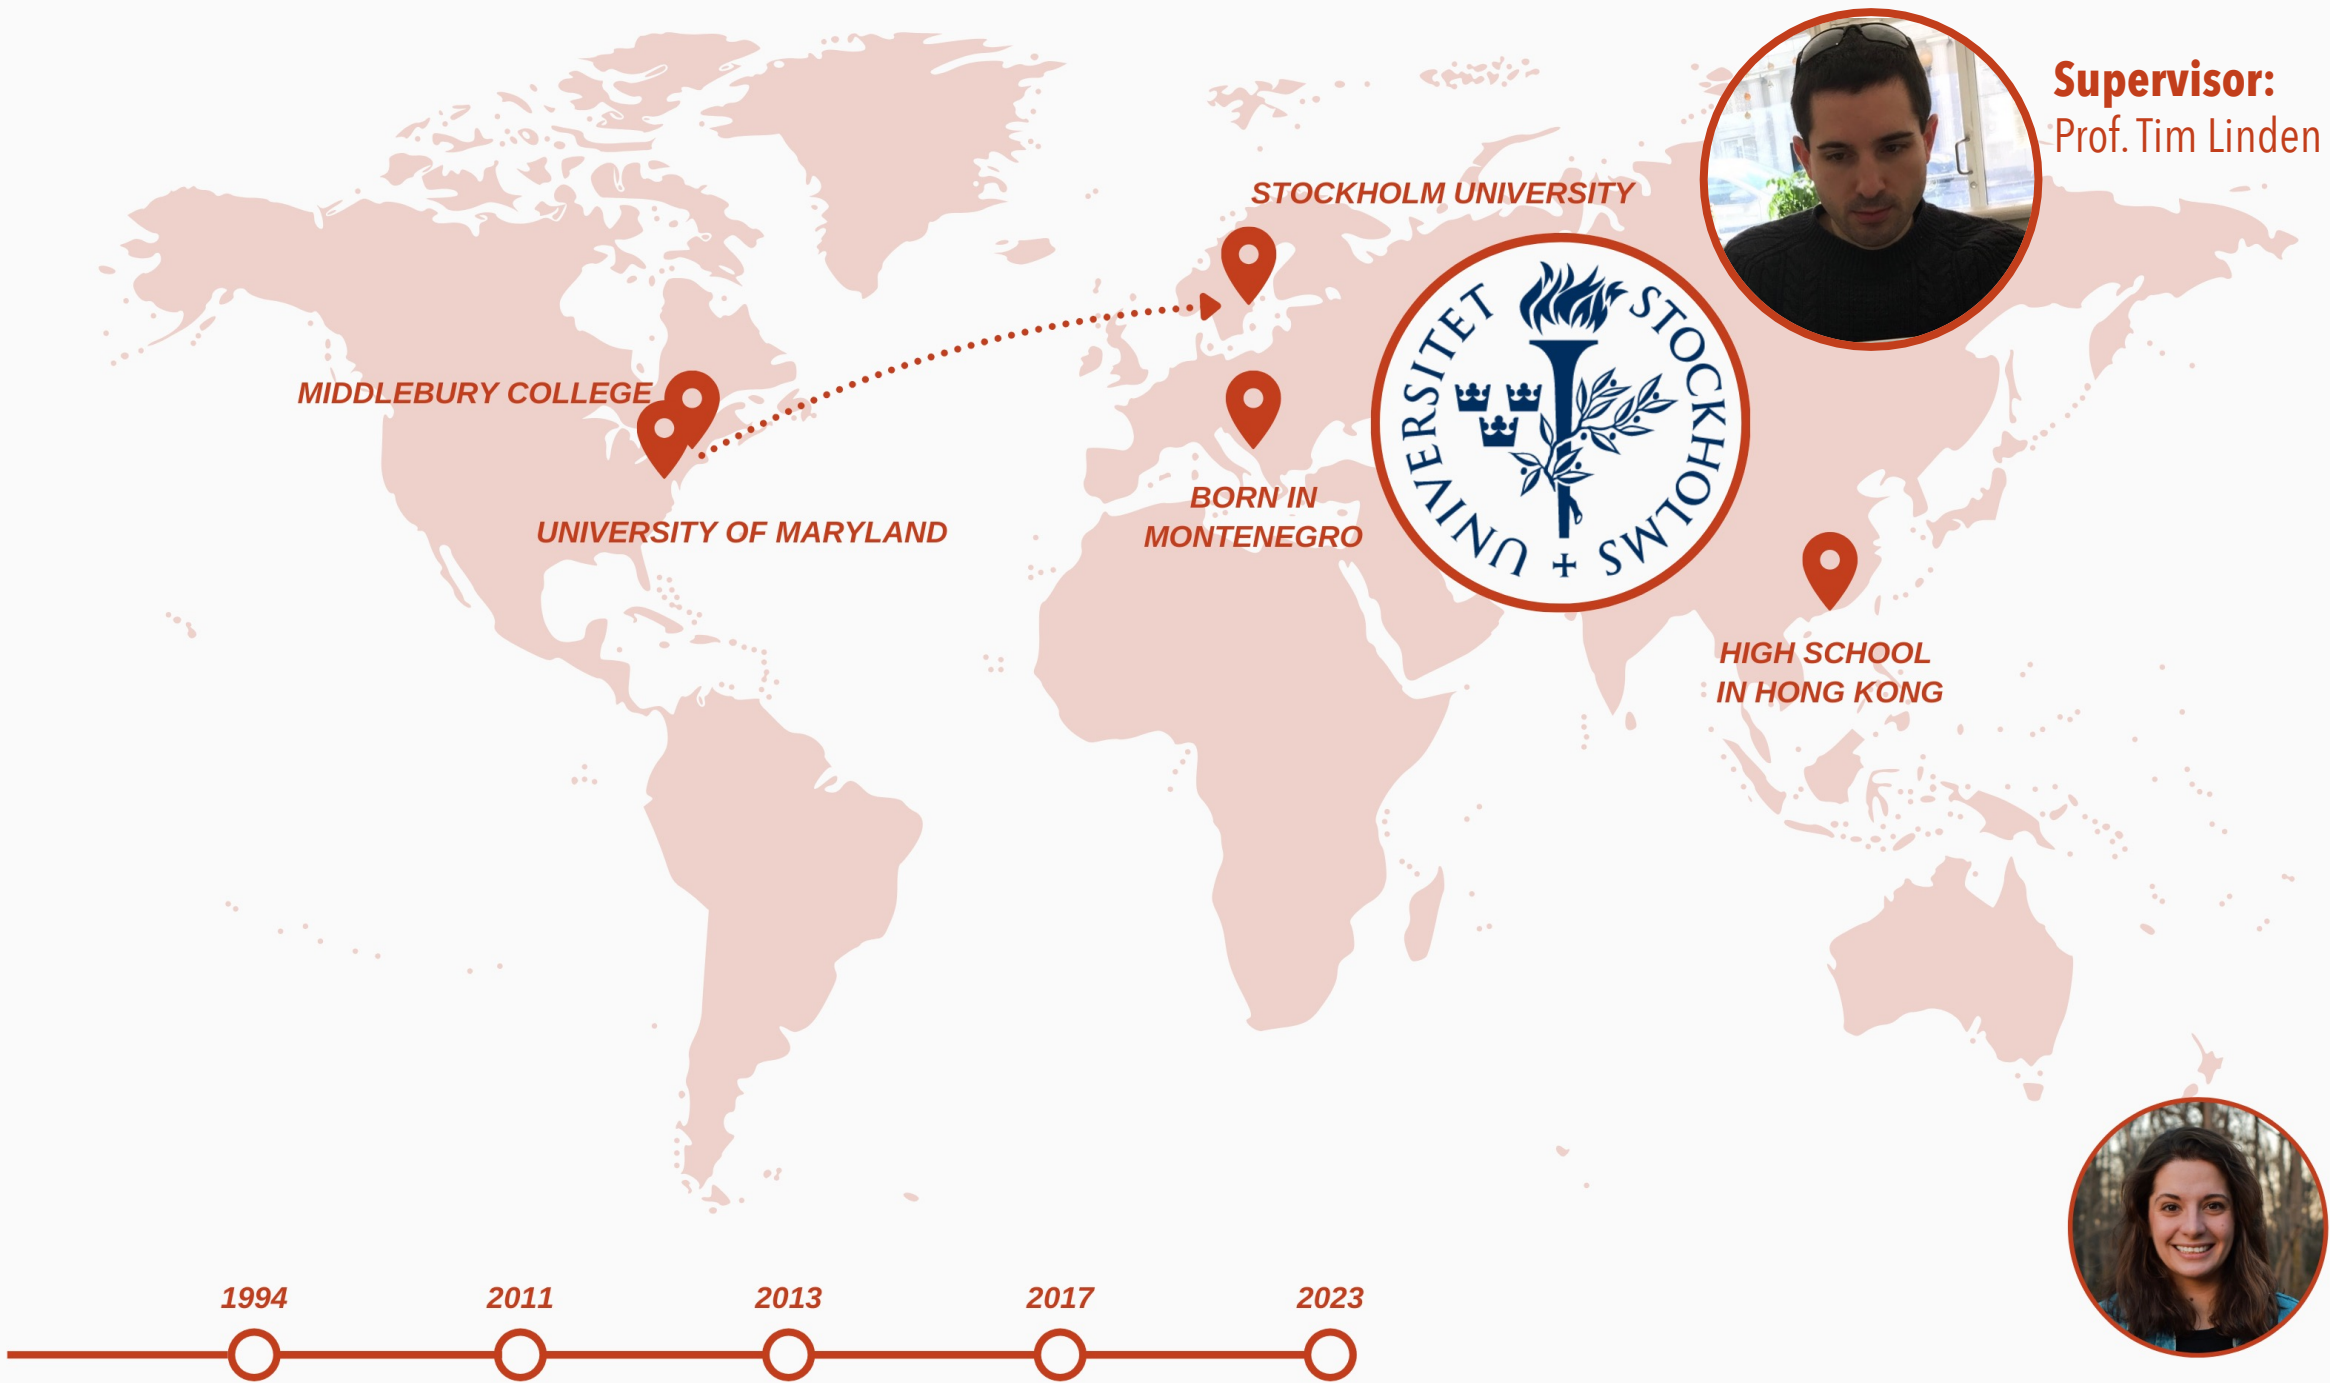 Supervisor:
Prof. Tim Linden
STOCKHOLM UNIVERSITY
STOCKHOLMS UNIVERSITET
MIDDLEBURY COLLEGE
BORN IN
MONTENEGRO
UNIVERSITY OF MARYLAND
HIGH SCHOOL
IN HONG KONG
1994 2011 2013 2017 2023